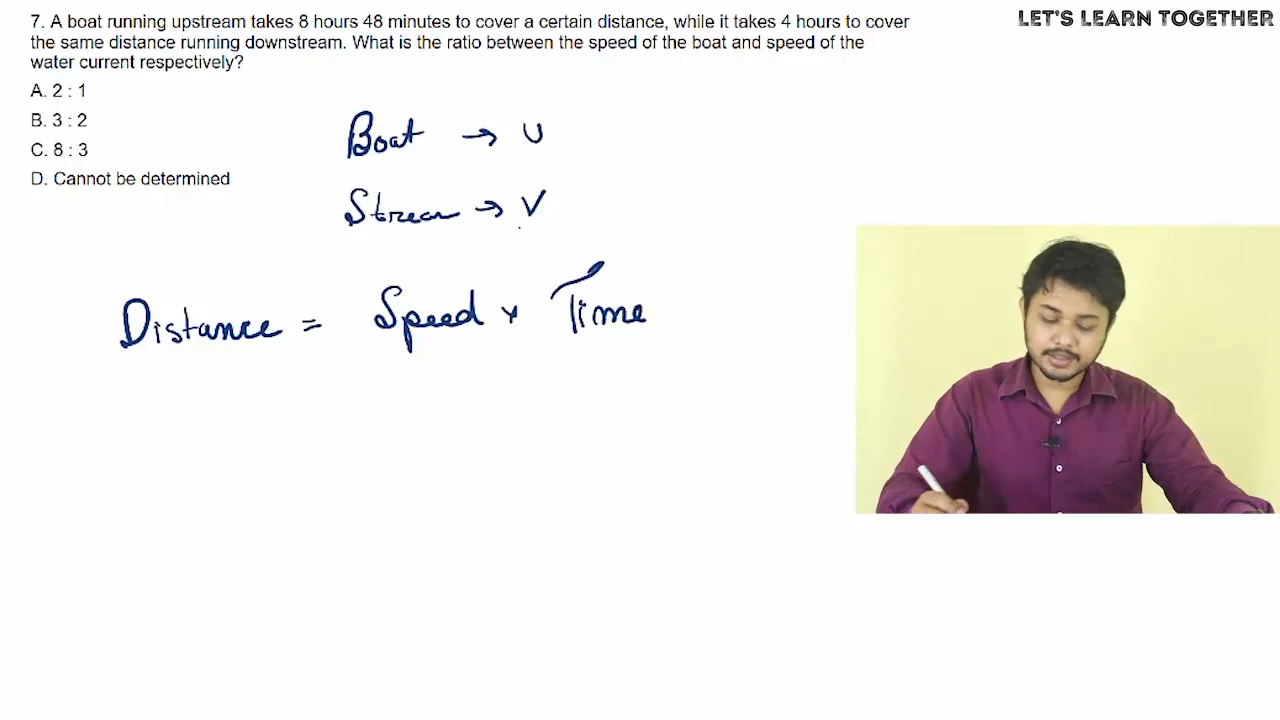 LET'S LEARN TOGETHER
7. A boat running upstream takes 8 hours 48 minutes to cover a certain distance, while it takes 4 hours to cover
the same distance running downstream. What is the ratio between the speed of the boat and speed of the
water current respectively?
A. 2 : 1
B. 3 : 2
C. 8 : 3
D. Cannot be determined
Boat → U
Stream → V
Distance = Speed × Time